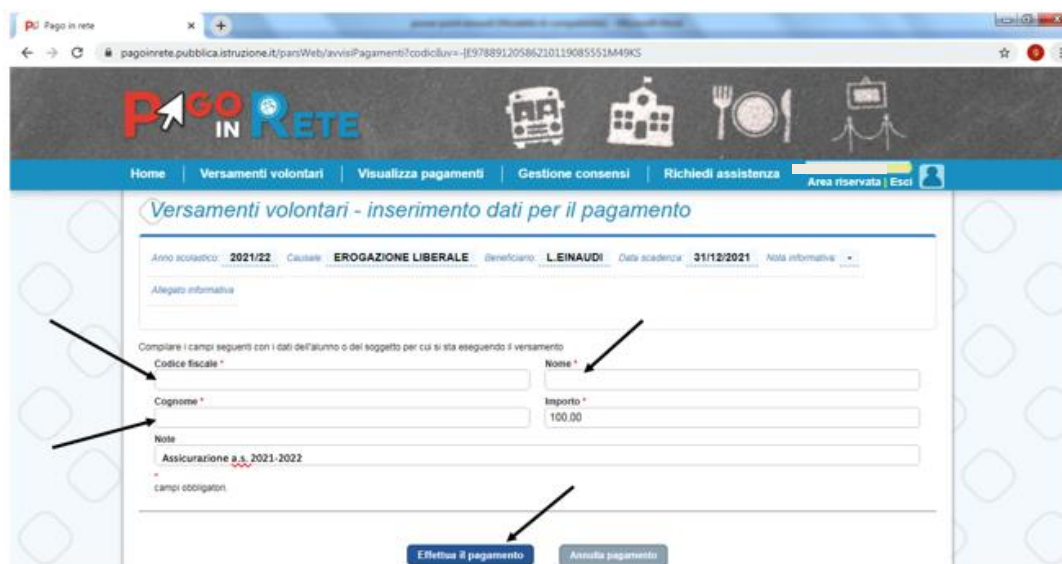 Pago in rete
pagoinrete.pubblica.istruzione.it/parsWeb/avvisiPagamenti?codiciIuv=-|E97889120586210119085551M49KS
PAGO
IN RETE
Home Versamenti volontari Visualizza pagamenti Gestione consensi Richiedi assistenza
Area riservata | Esci
Versamenti volontari - inserimento dati per il pagamento
Anno scolastico: 2021/22 Causale: EROGAZIONE LIBERALE Beneficiario: L.EINAUDI Data scadenza: 31/12/2021 Nota informativa: -
Allegato informativa
Compilare i campi seguenti con i dati dell'alunno o del soggetto per cui si sta eseguendo il versamento
Codice fiscale * Nome *
Cognome * Importo *
100,00
Note
Assicurazione a.s. 2021-2022
*
campi obbligatori.
Effettua il pagamento Annulla pagamento